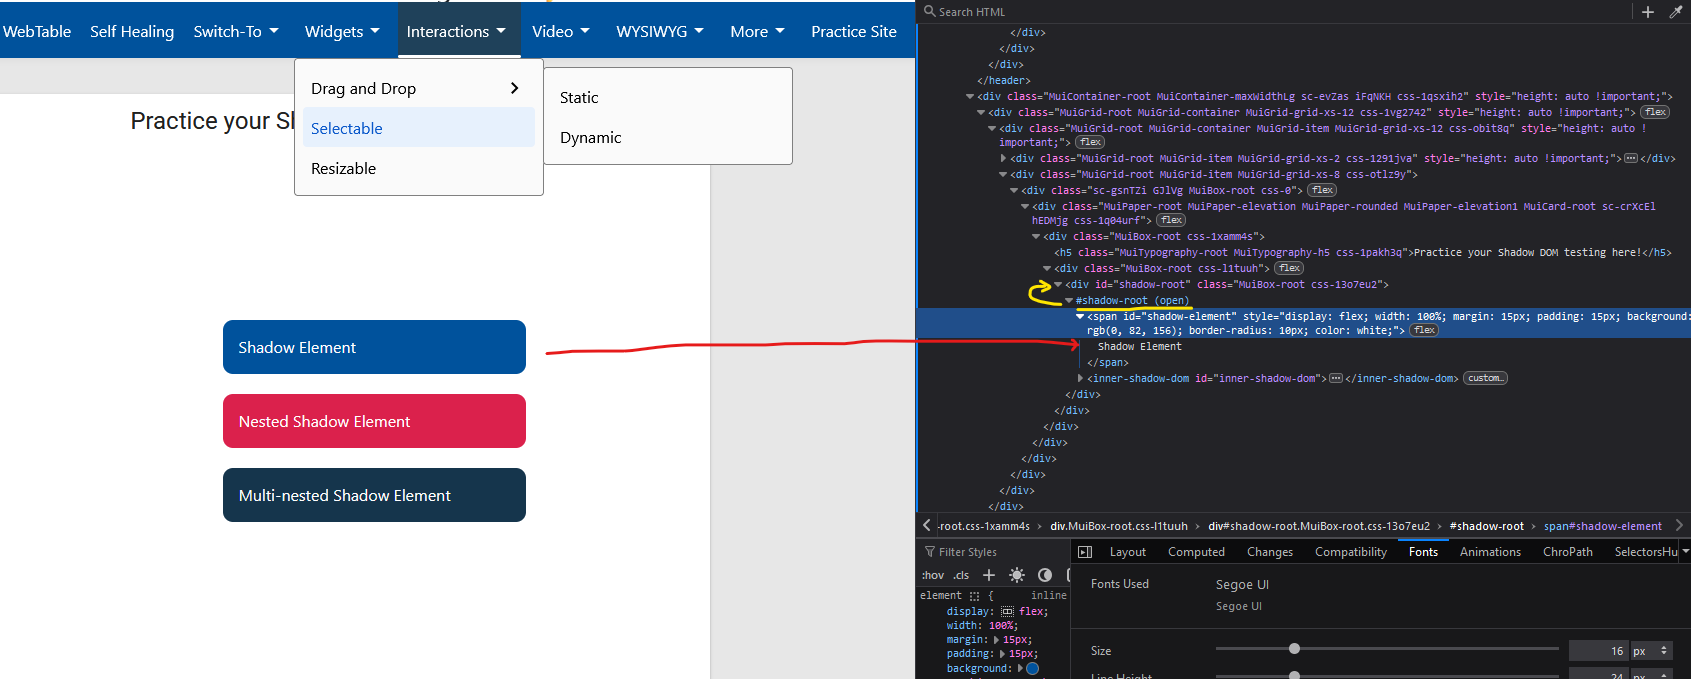 WebTable Self Healing Switch-To Widgets Interactions Video WYSIWYG More Practice Site
Drag and Drop
Selectable
Resizable
Static
Dynamic
Practice your Sh
Shadow Element
Nested Shadow Element
Multi-nested Shadow Element
Search HTML
</div>
</div>
</div>
</header>
<div class="MuiContainer-root MuiContainer-maxWidthLg sc-evZas iFqNKH css-1qsxih2" style="height: auto !important;">
<div class="MuiGrid-root MuiGrid-container MuiGrid-grid-xs-12 css-1vg2742" style="height: auto !important;"> flex
<div class="MuiGrid-root MuiGrid-container MuiGrid-item MuiGrid-grid-xs-12 css-obit8q" style="height: auto !
important;"> flex
<div class="MuiGrid-root MuiGrid-item MuiGrid-grid-xs-2 css-1291jva" style="height: auto !important;"> </div>
<div class="MuiGrid-root MuiGrid-item MuiGrid-grid-xs-8 css-otlz9y">
<div class="sc-gsnTZi GJlVg MuiBox-root css-0"> flex
<div class="MuiPaper-root MuiPaper-elevation MuiPaper-rounded MuiPaper-elevation1 MuiCard-root sc-crXcEl
hEDMjg css-1q04urf"> flex
<div class="MuiBox-root css-1xamm4s">
<h5 class="MuiTypography-root MuiTypography-h5 css-1pakh3q">Practice your Shadow DOM testing here!</h5>
<div class="MuiBox-root css-l1tuuh"> flex
<div id="shadow-root" class="MuiBox-root css-13o7eu2">
#shadow-root (open)
<span id="shadow-element" style="display: flex; width: 100%; margin: 15px; padding: 15px; background:
rgb(0, 82, 156); border-radius: 10px; color: white;"> flex
Shadow Element
</span>
<inner-shadow-dom id="inner-shadow-dom"> </inner-shadow-dom> custom…
</div>
</div>
</div>
</div>
</div>
</div>
</div>
</div>
-root.css-1xamm4s div.MuiBox-root.css-l1tuuh div#shadow-root.MuiBox-root.css-13o7eu2 #shadow-root span#shadow-element
Filter Styles
:hov .cls
element { inline
display: flex;
width: 100%;
margin: 15px;
padding: 15px;
background:
Layout Computed Changes Compatibility Fonts Animations ChroPath SelectorsHu
Fonts Used Segoe UI
Segoe UI
Size 16 px
Line Height 24 px